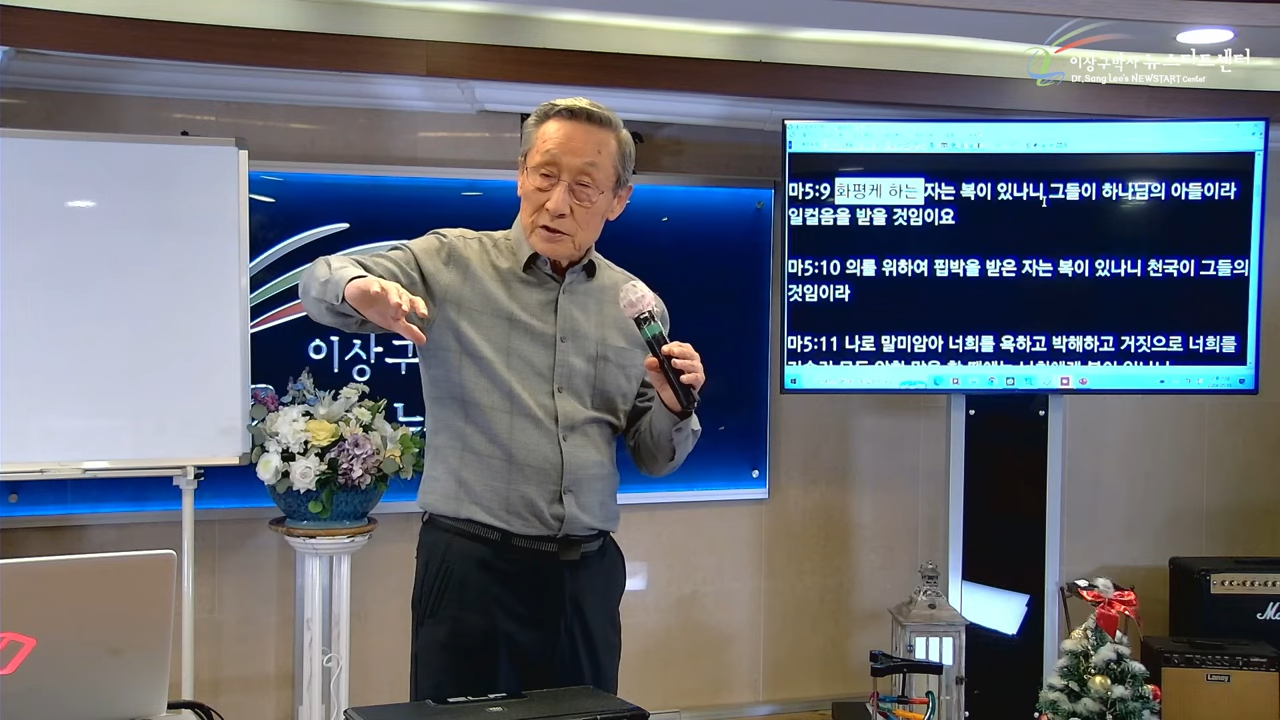 이상구박사 뉴스타트센터
Dr. Sang Lee's NEWSTART Center
마5:9 화평케 하는 자는 복이 있나니 그들이 하나님의 아들이라
일컬음을 받을 것임이요
마5:10 의를 위하여 핍박을 받은 자는 복이 있나니 천국이 그들의
것임이라
마5:11 나로 말미암아 너희를 욕하고 박해하고 거짓으로 너희를
이상구
Laney